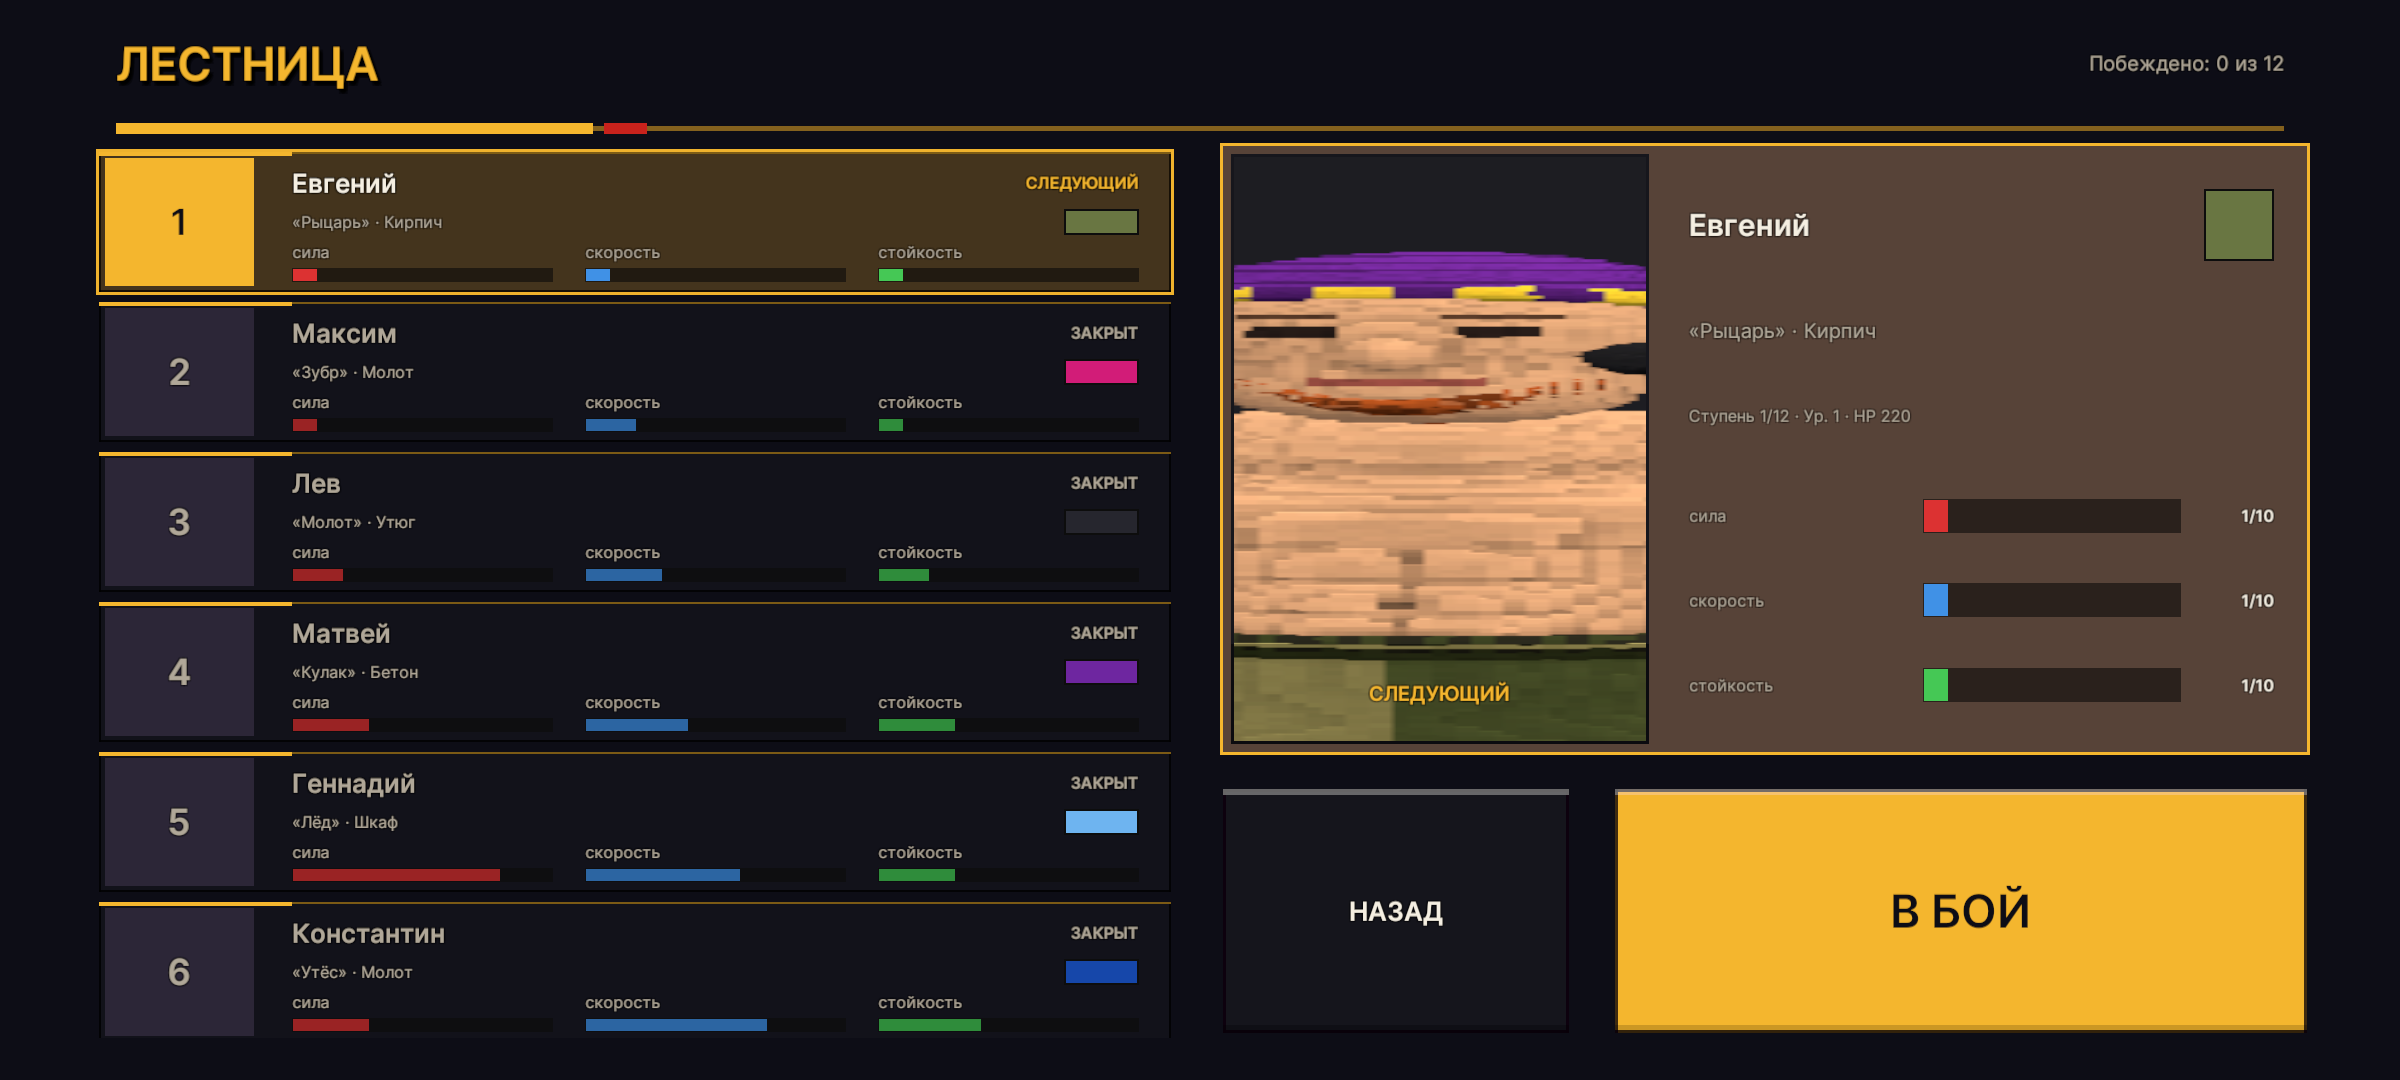 ЛЕСТНИЦА
Побеждено: 0 из 12
1
Евгений
СЛЕДУЮЩИЙ
«Рыцарь» · Кирпич
сила
скорость
стойкость
2
Максим
ЗАКРЫТ
«Зубр» · Молот
сила
скорость
стойкость
3
Лев
ЗАКРЫТ
«Молот» · Утюг
сила
скорость
стойкость
4
Матвей
ЗАКРЫТ
«Кулак» · Бетон
сила
скорость
стойкость
5
Геннадий
ЗАКРЫТ
«Лёд» · Шкаф
сила
скорость
стойкость
6
Константин
ЗАКРЫТ
«Утёс» · Молот
сила
скорость
стойкость
СЛЕДУЮЩИЙ
Евгений
«Рыцарь» · Кирпич
Ступень 1/12 · Ур. 1 · HP 220
сила 1/10
скорость 1/10
стойкость 1/10
НАЗАД
В БОЙ